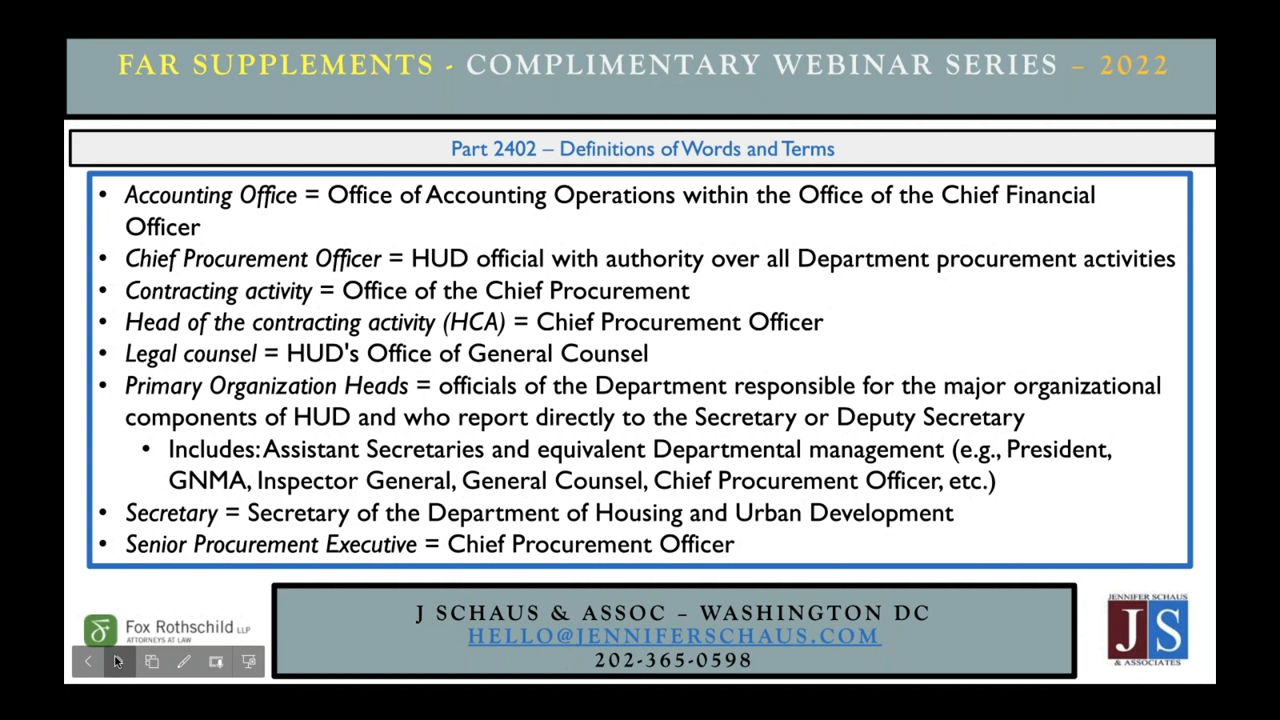 FAR SUPPLEMENTS - COMPLIMENTARY WEBINAR SERIES – 2022
Part 2402 – Definitions of Words and Terms
• Accounting Office = Office of Accounting Operations within the Office of the Chief Financial
Officer
• Chief Procurement Officer = HUD official with authority over all Department procurement activities
• Contracting activity = Office of the Chief Procurement
• Head of the contracting activity (HCA) = Chief Procurement Officer
• Legal counsel = HUD's Office of General Counsel
• Primary Organization Heads = officials of the Department responsible for the major organizational
components of HUD and who report directly to the Secretary or Deputy Secretary
• Includes: Assistant Secretaries and equivalent Departmental management (e.g., President,
GNMA, Inspector General, General Counsel, Chief Procurement Officer, etc.)
• Secretary = Secretary of the Department of Housing and Urban Development
• Senior Procurement Executive = Chief Procurement Officer
Fox Rothschild LLP
ATTORNEYS AT LAW
J SCHAUS & ASSOC – WASHINGTON DC
HELLO@JENNIFERSCHAUS.COM
202-365-0598
JENNIFER SCHAUS
JS
& ASSOCIATES